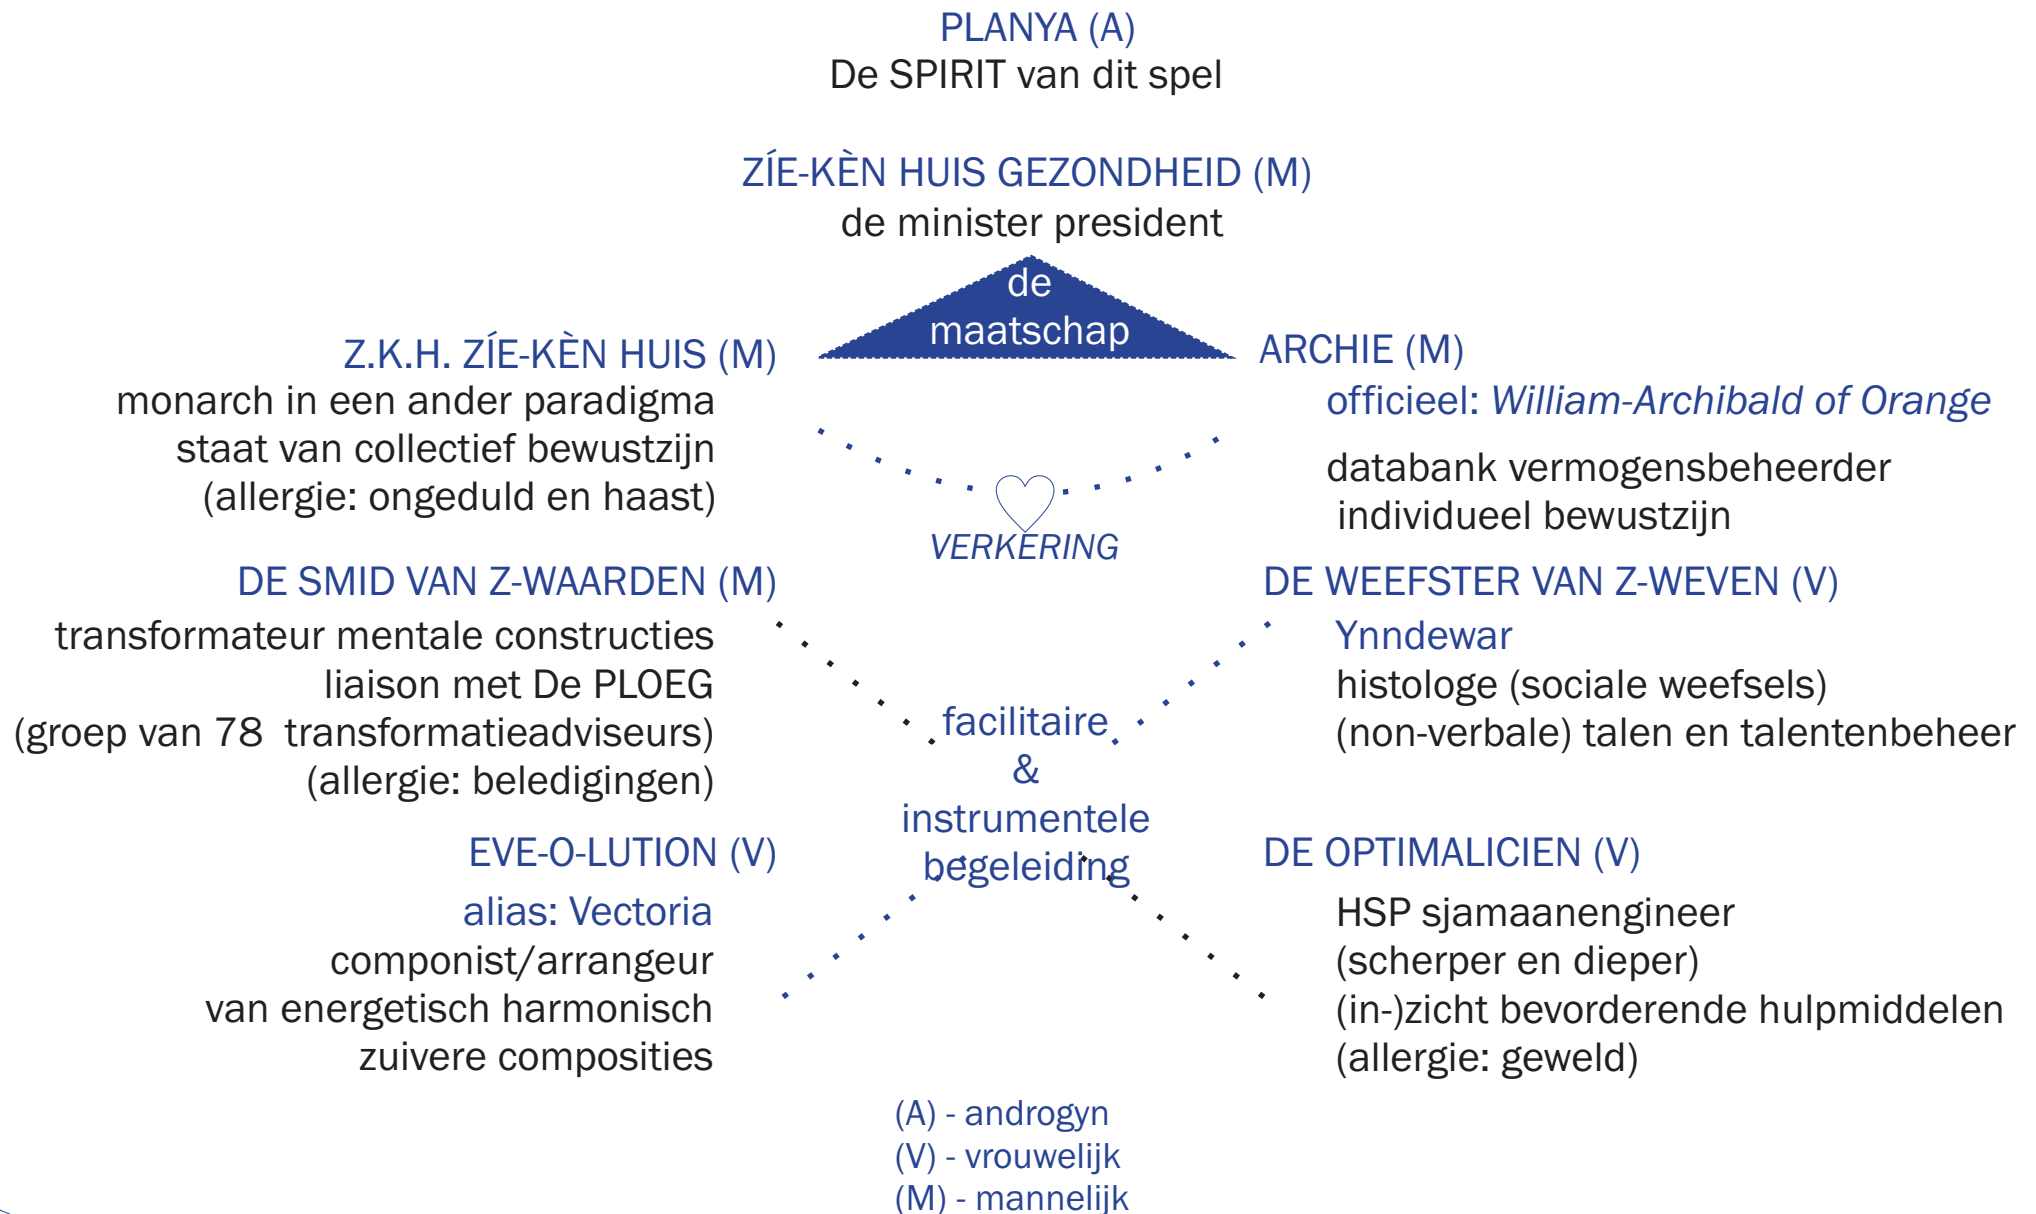 PLANYA (A)
De SPIRIT van dit spel
ZÍE-KÈN HUIS GEZONDHEID (M)
de minister president
de
maatschap
Z.K.H. ZÍE-KÈN HUIS (M)
monarch in een ander paradigma
staat van collectief bewustzijn
(allergie: ongeduld en haast)
ARCHIE (M)
officieel: William-Archibald of Orange
databank vermogensbeheerder
individueel bewustzijn
VERKERING
DE SMID VAN Z-WAARDEN (M)
transformateur mentale constructies
liaison met De PLOEG
(groep van 78 transformatieadviseurs)
(allergie: beledigingen)
DE WEEFSTER VAN Z-WEVEN (V)
Ynndewar
histologe (sociale weefsels)
(non-verbale) talen en talentenbeheer
facilitaire
&
instrumentele
begeleiding
EVE-O-LUTION (V)
alias: Vectoria
componist/arrangeur
van energetisch harmonisch
zuivere composities
DE OPTIMALICIEN (V)
HSP sjamaanengineer
(scherper en dieper)
(in-)zicht bevorderende hulpmiddelen
(allergie: geweld)
(A) - androgyn
(V) - vrouwelijk
(M) - mannelijk